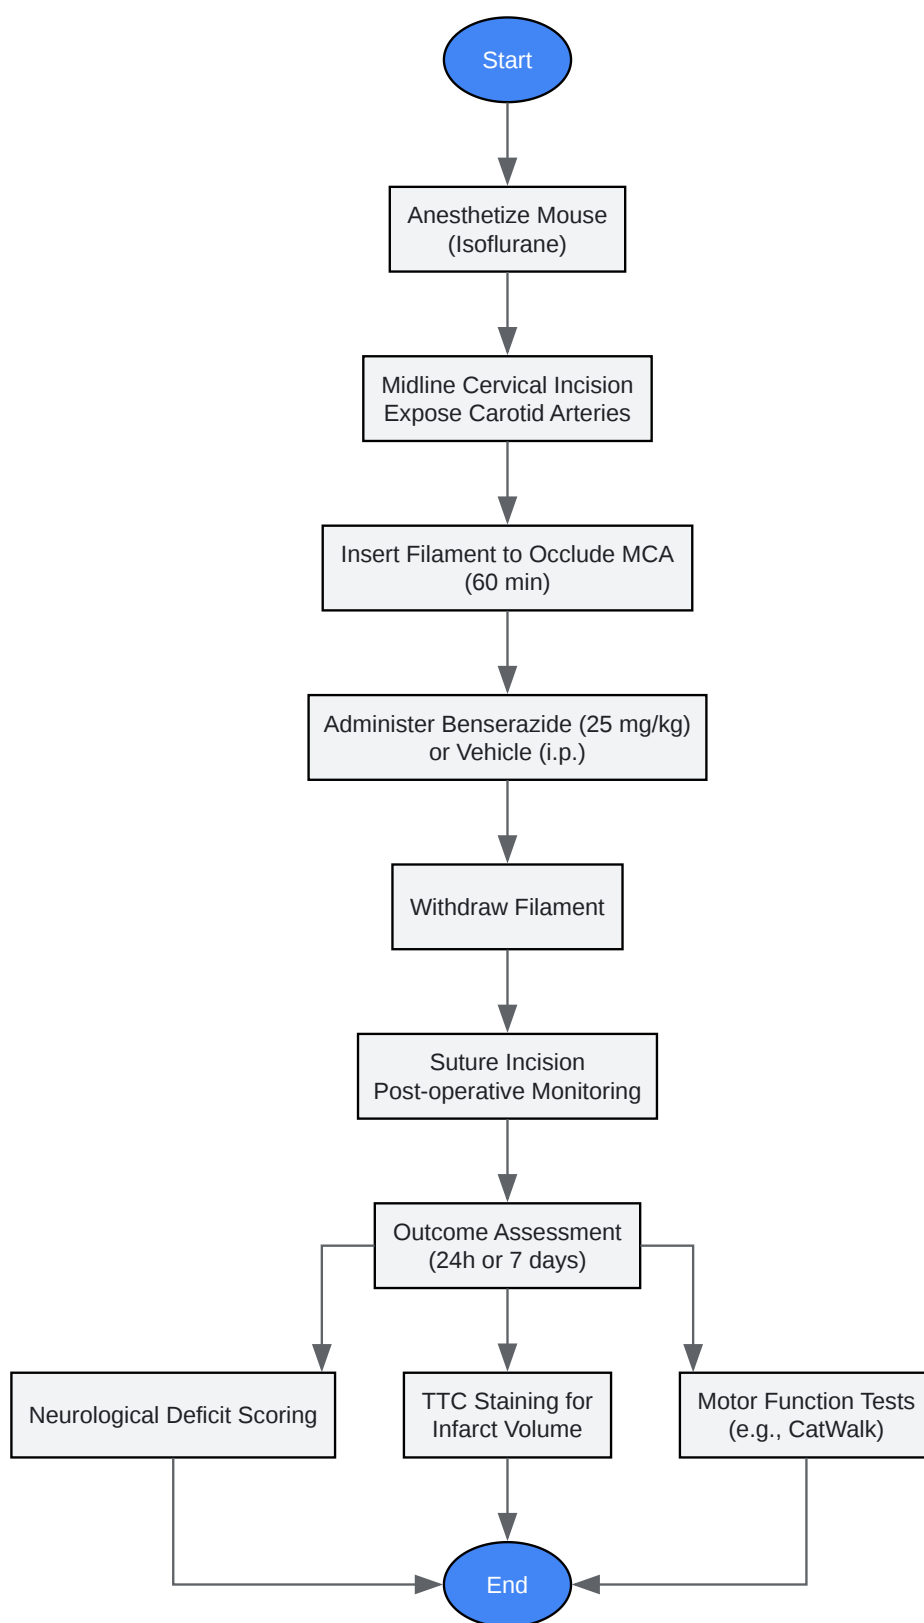 Start
Anesthetize Mouse
(Isoflurane)
Midline Cervical Incision
Expose Carotid Arteries
Insert Filament to Occlude MCA
(60 min)
Administer Benserazide (25 mg/kg)
or Vehicle (i.p.)
Withdraw Filament
Suture Incision
Post-operative Monitoring
Outcome Assessment
(24h or 7 days)
Neurological Deficit Scoring
TTC Staining for
Infarct Volume
Motor Function Tests
(e.g., CatWalk)
End